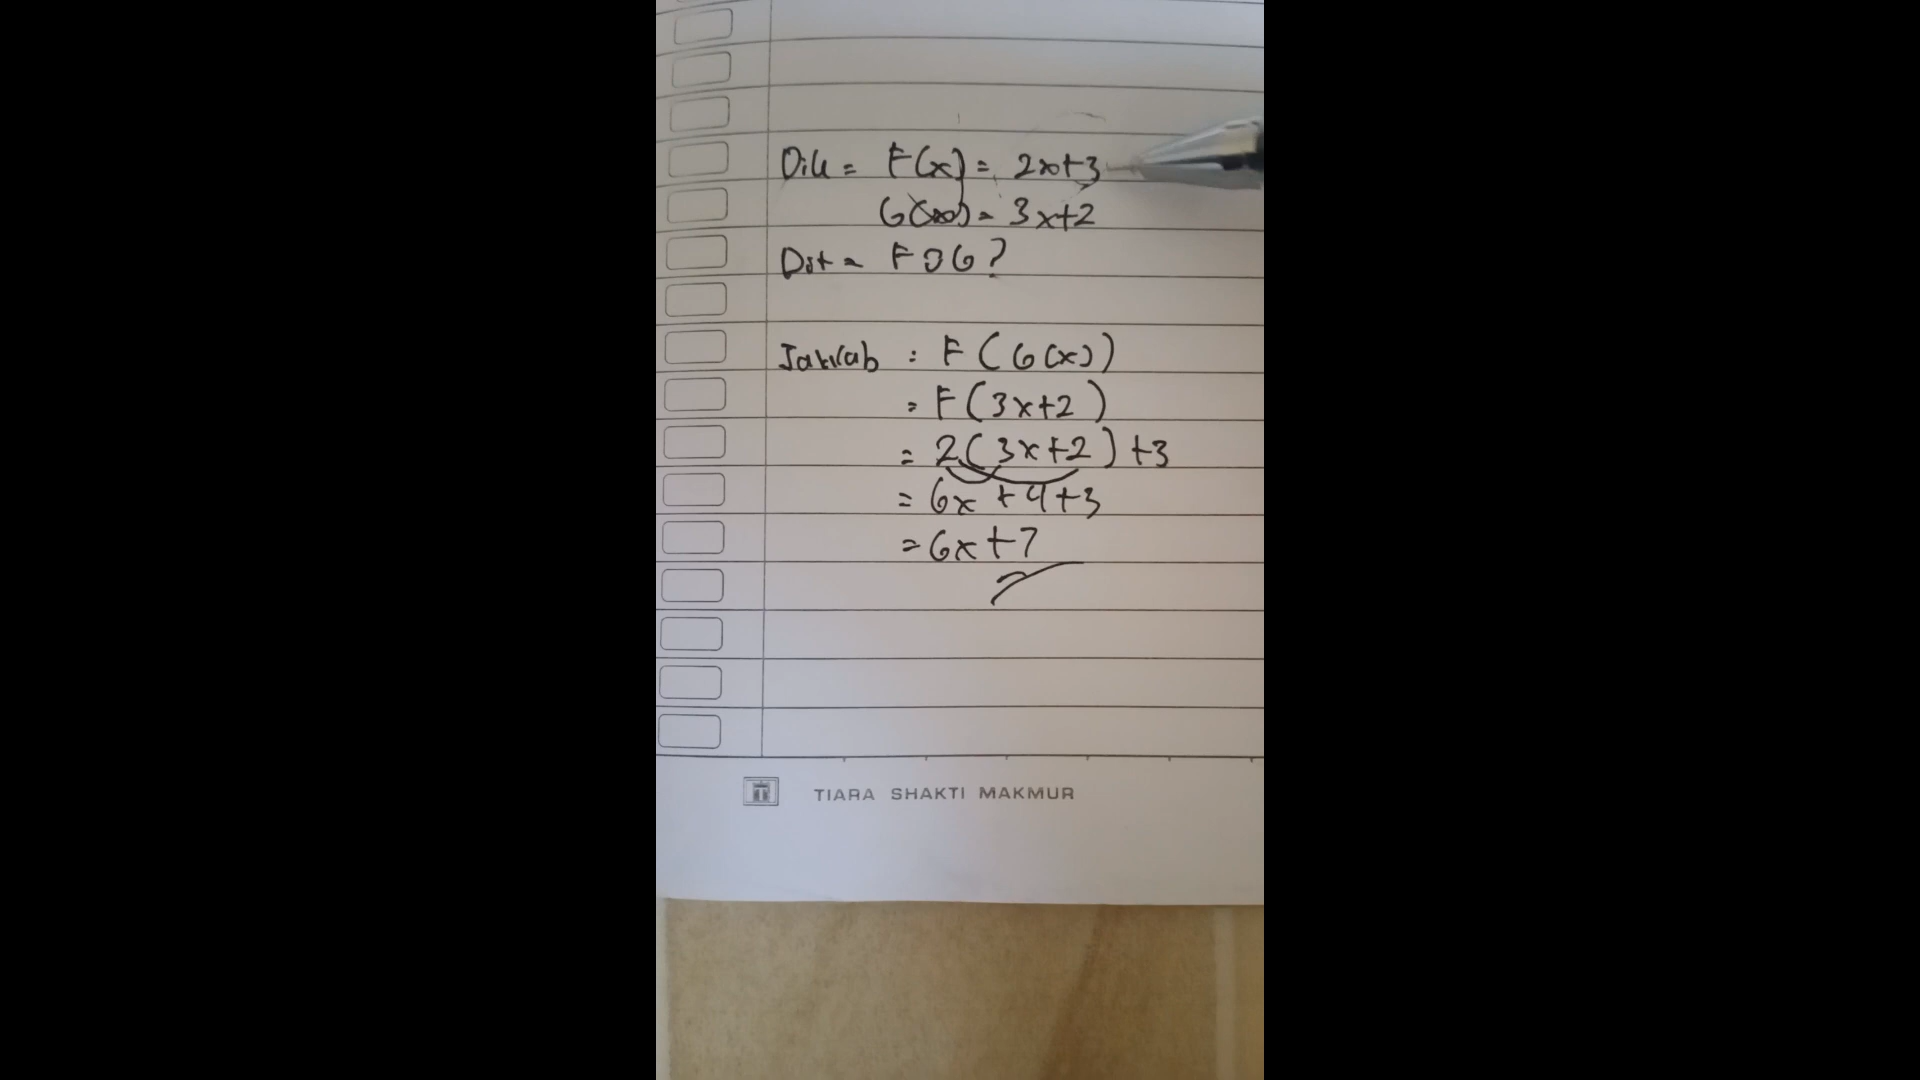 Dik = F(x) = 2x+3
G(x) = 3x+2
Dit = FOG?
Jawab : F(G(x))
= F(3x+2)
= 2(3x+2)+3
= 6x+4+3
= 6x+7
TIARA SHAKTI MAKMUR